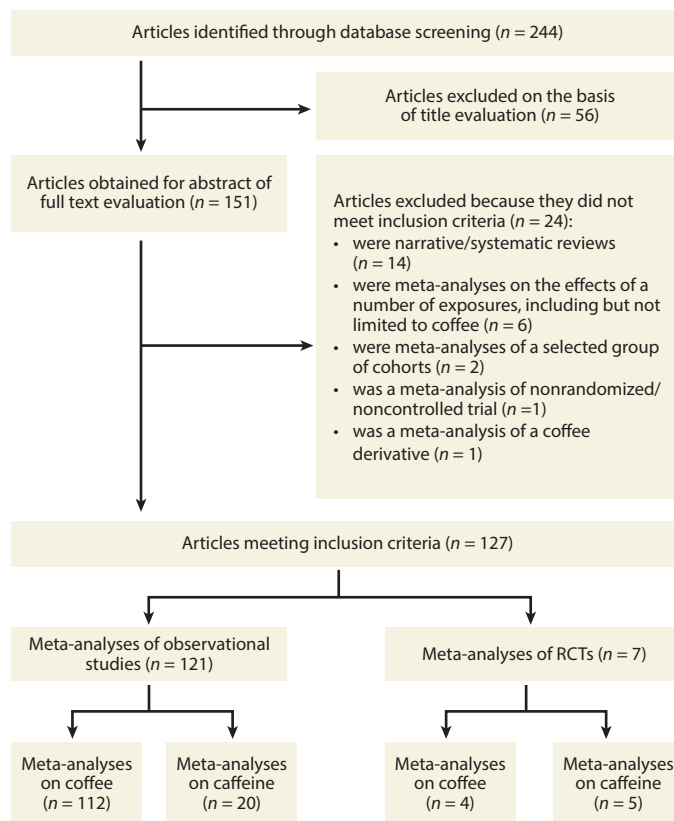 Articles identified through database screening (n = 244)
Articles excluded on the basis
of title evaluation (n = 56)
Articles obtained for abstract of
full text evaluation (n = 151)
Articles excluded because they did not
meet inclusion criteria (n = 24):
• were narrative/systematic reviews
(n = 14)
• were meta-analyses on the effects of a
number of exposures, including but not
limited to coffee (n = 6)
• were meta-analyses of a selected group
of cohorts (n = 2)
• was a meta-analysis of nonrandomized/
noncontrolled trial (n =1)
• was a meta-analysis of a coffee
derivative (n = 1)
Articles meeting inclusion criteria (n = 127)
Meta-analyses of observational
studies (n = 121)
Meta-analyses of RCTs (n = 7)
Meta-analyses
on coffee
(n = 112)
Meta-analyses
on caffeine
(n = 20)
Meta-analyses
on coffee
(n = 4)
Meta-analyses
on caffeine
(n = 5)